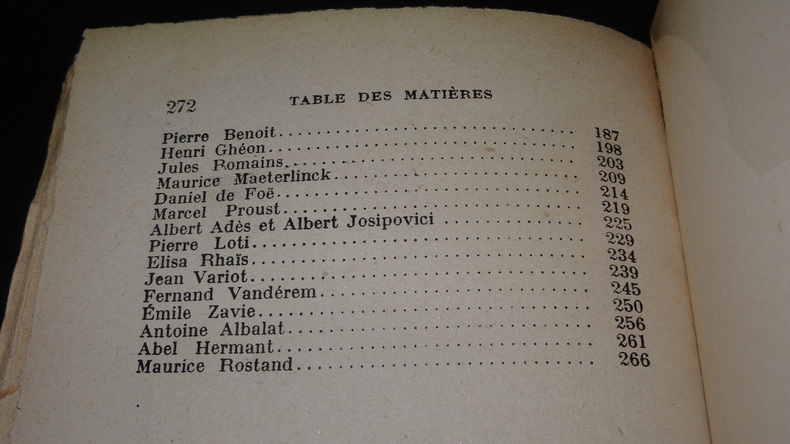 272 TABLE DES MATIÈRES
Pierre Benoit. . . . . . . . . . . . . . . . . . . . . . . . . . . . . . 187
Henri Ghéon. . . . . . . . . . . . . . . . . . . . . . . . . . . . . . 198
Jules Romains. . . . . . . . . . . . . . . . . . . . . . . . . . . . . 203
Maurice Maeterlinck . . . . . . . . . . . . . . . . . . . . . . . . 209
Daniel de Foë. . . . . . . . . . . . . . . . . . . . . . . . . . . . . 214
Marcel Proust. . . . . . . . . . . . . . . . . . . . . . . . . . . . . 219
Albert Adès et Albert Josipovici . . . . . . . . . . . . . 225
Pierre Loti. . . . . . . . . . . . . . . . . . . . . . . . . . . . . . . . 229
Elisa Rhaïs. . . . . . . . . . . . . . . . . . . . . . . . . . . . . . . 234
Jean Variot. . . . . . . . . . . . . . . . . . . . . . . . . . . . . . . 239
Fernand Vandérem . . . . . . . . . . . . . . . . . . . . . . . . . 245
Émile Zavie. . . . . . . . . . . . . . . . . . . . . . . . . . . . . . . 250
Antoine Albalat. . . . . . . . . . . . . . . . . . . . . . . . . . . . 256
Abel Hermant. . . . . . . . . . . . . . . . . . . . . . . . . . . . . 261
Maurice Rostand. . . . . . . . . . . . . . . . . . . . . . . . . . . 266